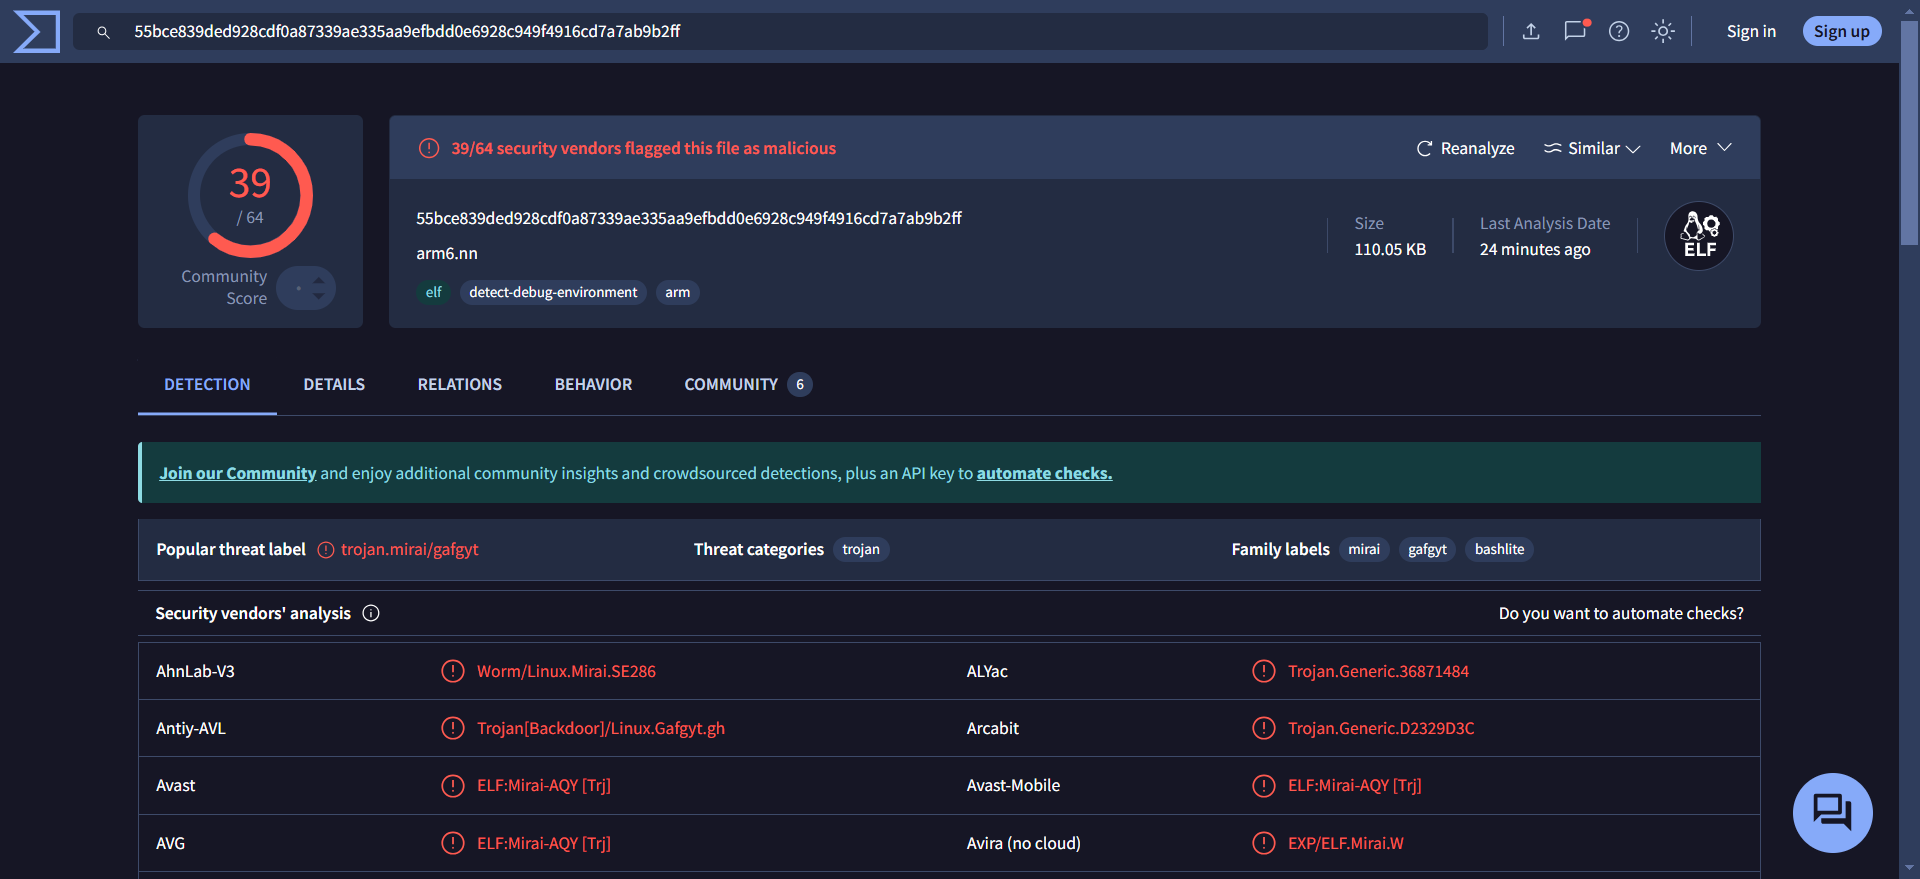 55bce839ded928cdf0a87339ae335aa9efbdd0e6928c949f4916cd7a7ab9b2ff
Sign in
Sign up
39
/ 64
Community
Score
39/64 security vendors flagged this file as malicious
Reanalyze
Similar
More
55bce839ded928cdf0a87339ae335aa9efbdd0e6928c949f4916cd7a7ab9b2ff
arm6.nn
elf
detect-debug-environment
arm
Size
110.05 KB
Last Analysis Date
24 minutes ago
ELF
DETECTION
DETAILS
RELATIONS
BEHAVIOR
COMMUNITY
6
Join our Community and enjoy additional community insights and crowdsourced detections, plus an API key to automate checks.
Popular threat label
trojan.mirai/gafgyt
Threat categories
trojan
Family labels
mirai
gafgyt
bashlite
Security vendors' analysis
Do you want to automate checks?
AhnLab-V3
Worm/Linux.Mirai.SE286
ALYac
Trojan.Generic.36871484
Antiy-AVL
Trojan[Backdoor]/Linux.Gafgyt.gh
Arcabit
Trojan.Generic.D2329D3C
Avast
ELF:Mirai-AQY [Trj]
Avast-Mobile
ELF:Mirai-AQY [Trj]
AVG
ELF:Mirai-AQY [Trj]
Avira (no cloud)
EXP/ELF.Mirai.W